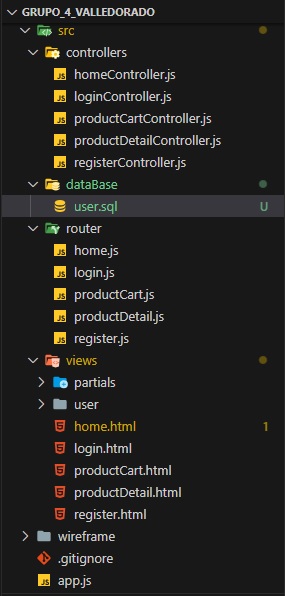 GRUPO_4_VALLEDORADO
src
controllers
JS homeController.js
JS loginController.js
JS productCartController.js
JS productDetailController.js
JS registerController.js
dataBase
user.sql U
router
JS home.js
JS login.js
JS productCart.js
JS productDetail.js
JS register.js
views
partials
user
home.html 1
login.html
productCart.html
productDetail.html
register.html
wireframe
.gitignore
JS app.js